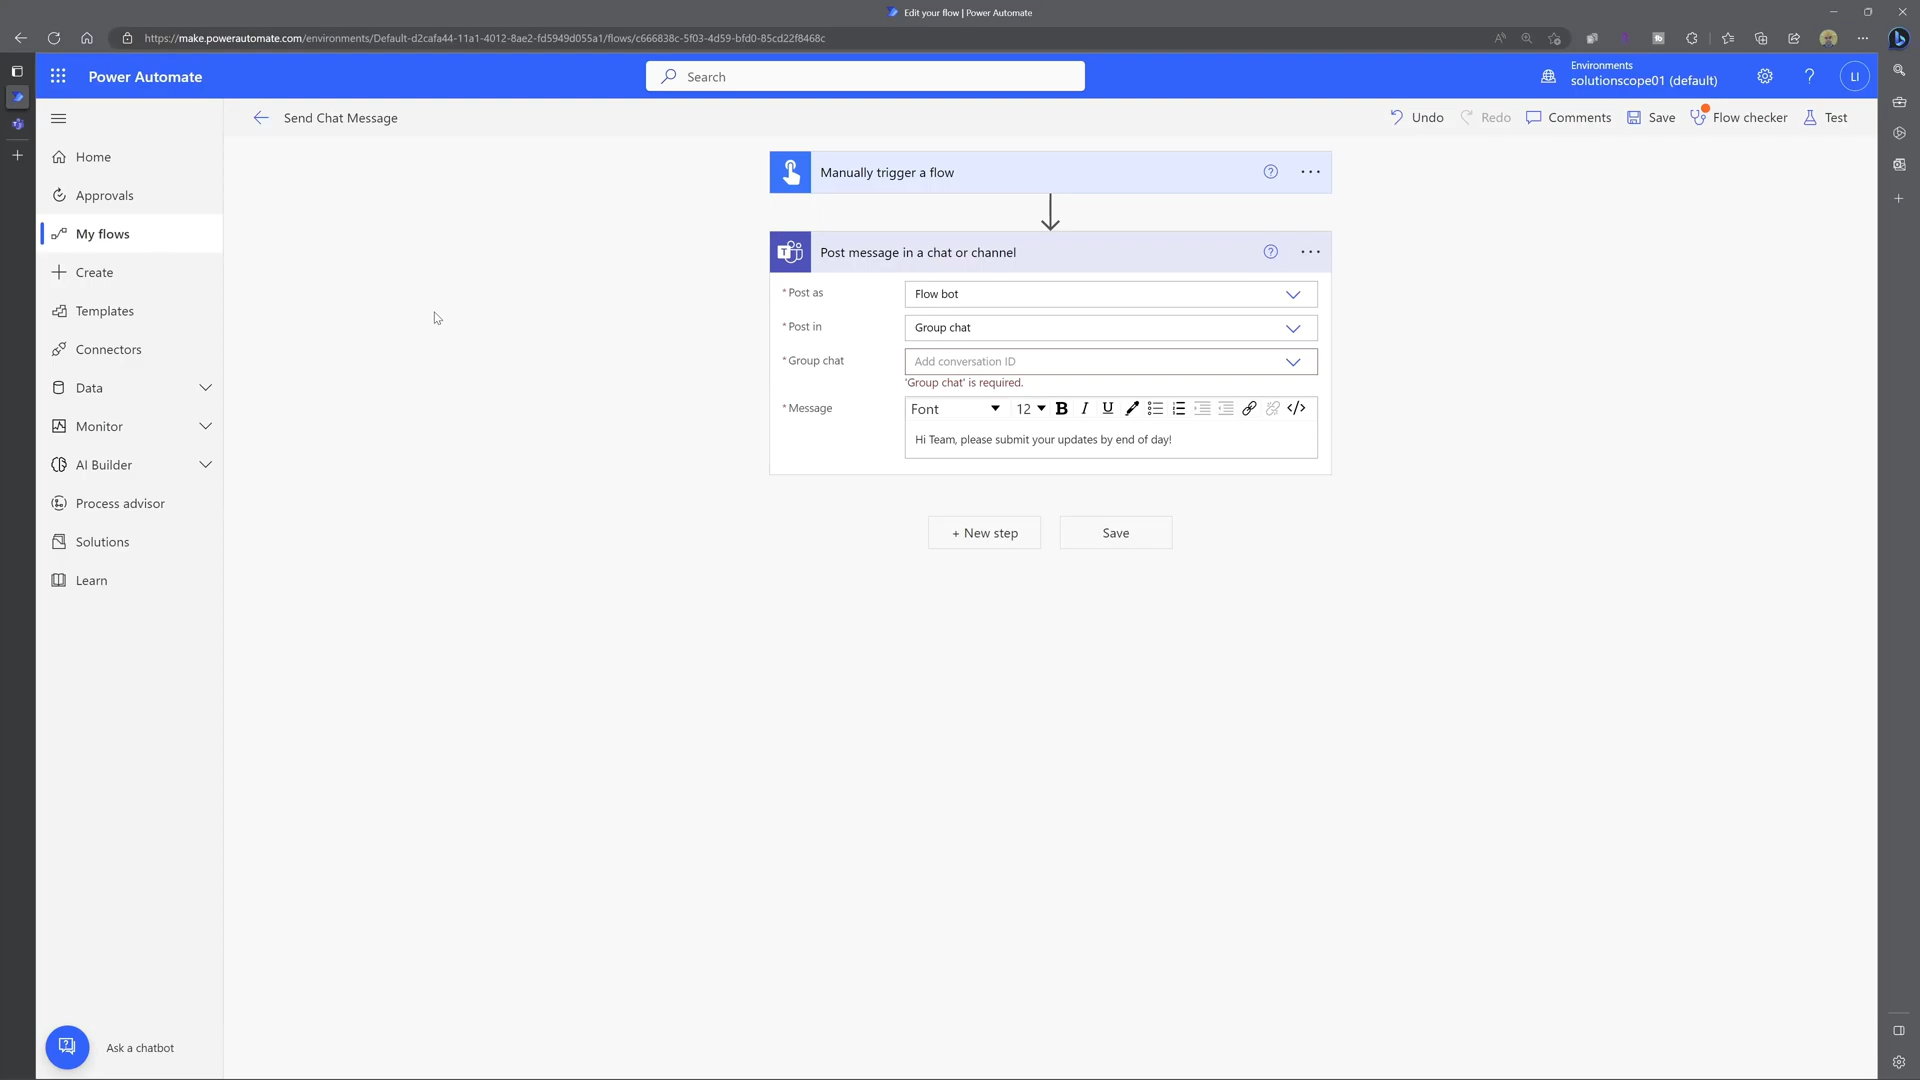 Edit your flow | Power Automate
https://make.powerautomate.com/environments/Default-d2cafa44-11a1-4012-8ae2-fd5949d055a1/flows/c666838c-5f03-4d59-bfd0-85cd22f8468c
Power Automate
Search
Environments
solutionscope01 (default)
?
LI
Send Chat Message
Undo
Redo
Comments
Save
Flow checker
Test
Home
Approvals
My flows
Create
Templates
Connectors
Data
Monitor
AI Builder
Process advisor
Solutions
Learn
Manually trigger a flow
Post message in a chat or channel
* Post as
Flow bot
* Post in
Group chat
* Group chat
Add conversation ID
'Group chat' is required.
* Message
Font 12 B I U </>
Hi Team, please submit your updates by end of day!
+ New step
Save
Ask a chatbot